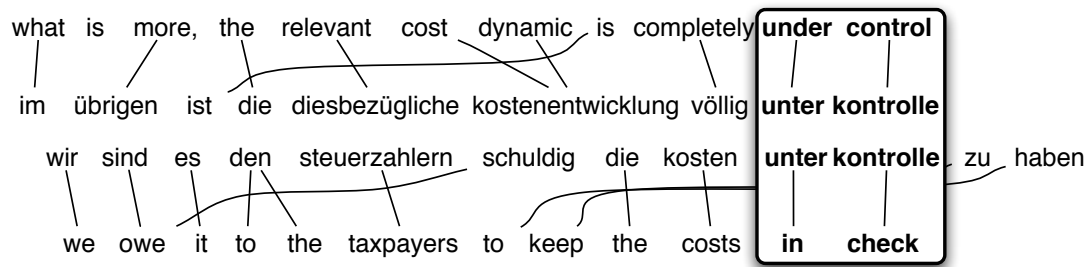 what is more, the relevant cost dynamic is completely under control
im übrigen ist die diesbezügliche kostenentwicklung völlig unter kontrolle
wir sind es den steuerzahlern schuldig die kosten unter kontrolle zu haben
we owe it to the taxpayers to keep the costs in check